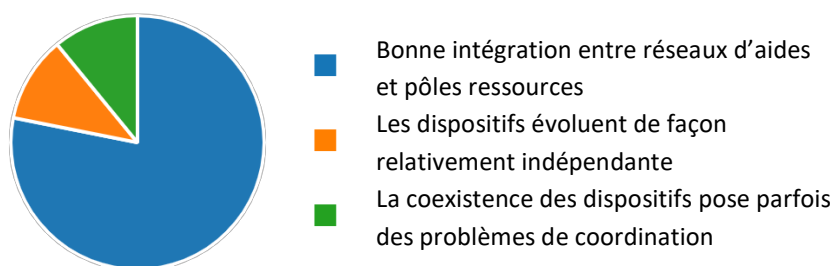 Bonne intégration entre réseaux d’aides
et pôles ressources
Les dispositifs évoluent de façon
relativement indépendante
La coexistence des dispositifs pose parfois
des problèmes de coordination